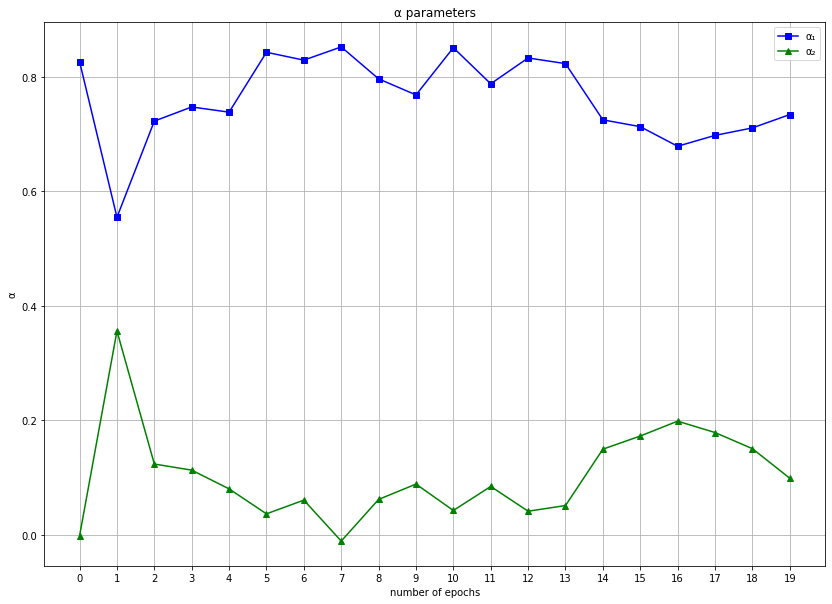 α parameters
α₁
α₂
0.8
0.6
0.4
0.2
0.0
α
0 1 2 3 4 5 6 7 8 9 10 11 12 13 14 15 16 17 18 19
number of epochs